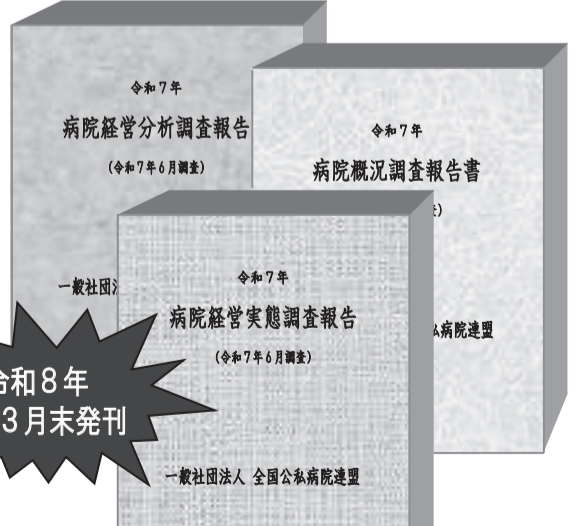 令和7年
病院経営分析調査報告
(令和7年6月調査)
一般社団法
令和7年
病院概況調査報告書
私病院連盟
令和7年
病院経営実態調査報告
(令和7年6月調査)
一般社団法人 全国公私病院連盟
令和8年
3月末発刊